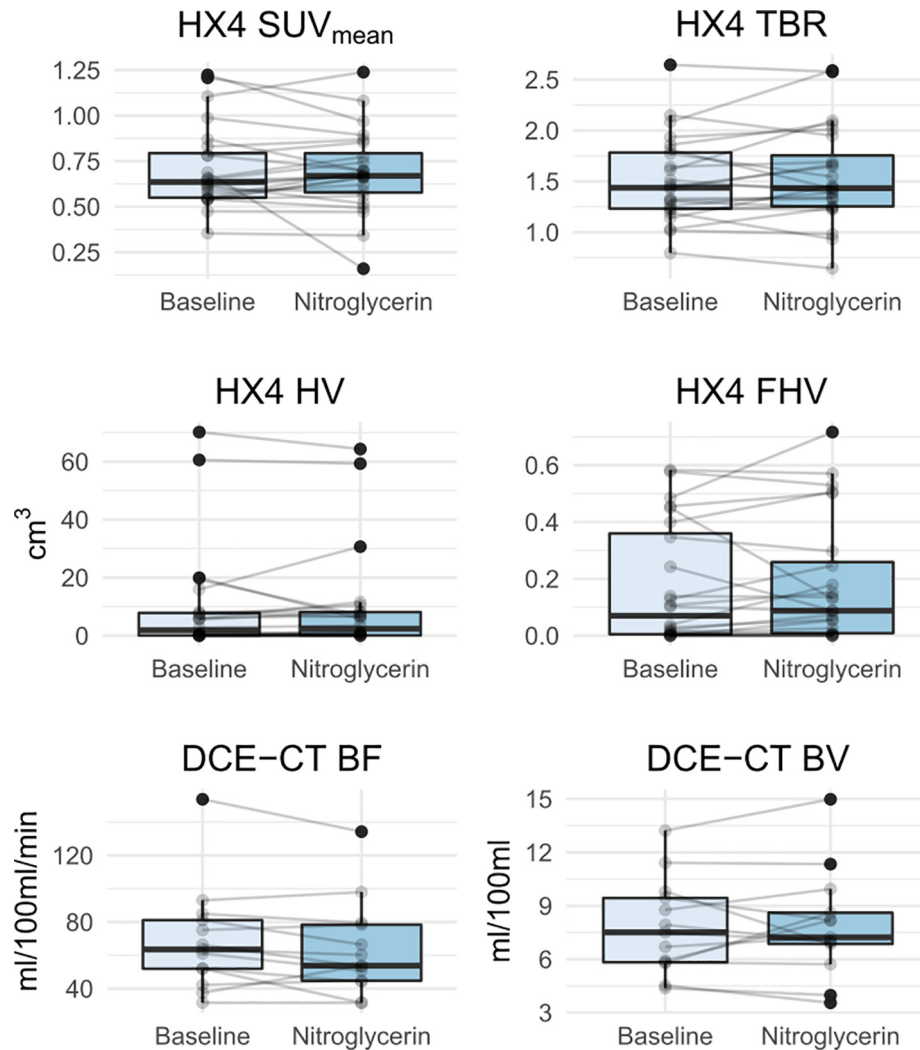 HX4 SUVmean
1.25
1.00
0.75
0.50
0.25
Baseline Nitroglycerin
HX4 TBR
2.5
2.0
1.5
1.0
Baseline Nitroglycerin
HX4 HV
cm³
60
40
20
0
Baseline Nitroglycerin
HX4 FHV
0.6
0.4
0.2
0.0
Baseline Nitroglycerin
DCE−CT BF
ml/100ml/min
120
80
40
Baseline Nitroglycerin
DCE−CT BV
ml/100ml
15
12
9
6
3
Baseline Nitroglycerin